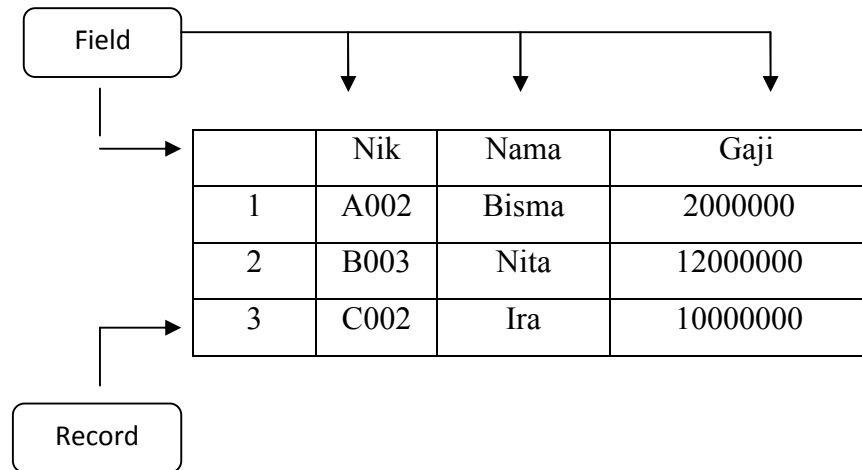 Field
Nik Nama Gaji
1 A002 Bisma 2000000
2 B003 Nita 12000000
3 C002 Ira 10000000
Record